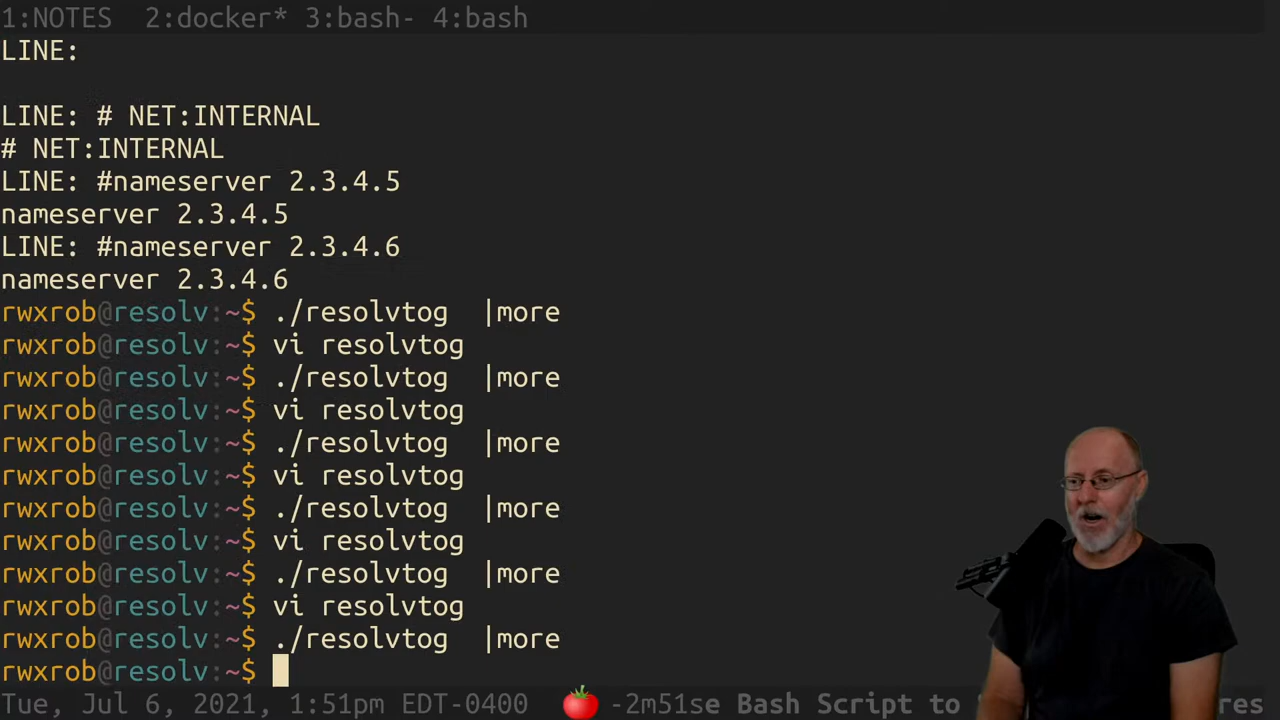 1:NOTES 2:docker* 3:bash- 4:bash
LINE:
LINE: # NET:INTERNAL
# NET:INTERNAL
LINE: #nameserver 2.3.4.5
nameserver 2.3.4.5
LINE: #nameserver 2.3.4.6
nameserver 2.3.4.6
rwxrob@resolv:~$ ./resolvtog |more
rwxrob@resolv:~$ vi resolvtog
rwxrob@resolv:~$ ./resolvtog |more
rwxrob@resolv:~$ vi resolvtog
rwxrob@resolv:~$ ./resolvtog |more
rwxrob@resolv:~$ vi resolvtog
rwxrob@resolv:~$ ./resolvtog |more
rwxrob@resolv:~$ vi resolvtog
rwxrob@resolv:~$ ./resolvtog |more
rwxrob@resolv:~$ vi resolvtog
rwxrob@resolv:~$ ./resolvtog |more
rwxrob@resolv:~$
Tue, Jul 6, 2021, 1:51pm EDT-0400 🍅 -2m51se Bash Script to